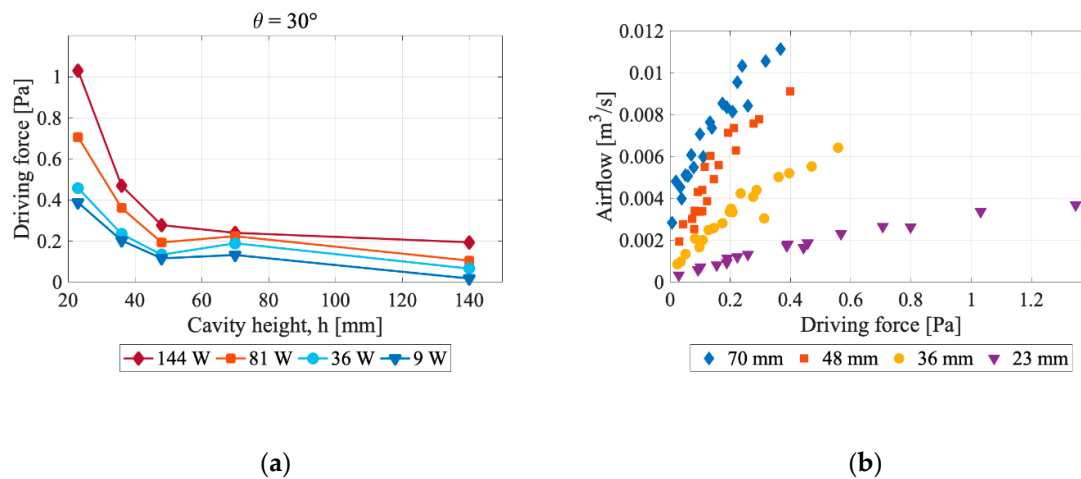 θ = 30°
Driving force [Pa]
1
0.8
0.6
0.4
0.2
0
20 40 60 80 100 120 140
Cavity height, h [mm]
144 W 81 W 36 W 9 W
(a)
Airflow [m³/s]
0.012
0.01
0.008
0.006
0.004
0.002
0
0 0.2 0.4 0.6 0.8 1 1.2
Driving force [Pa]
70 mm 48 mm 36 mm 23 mm
(b)